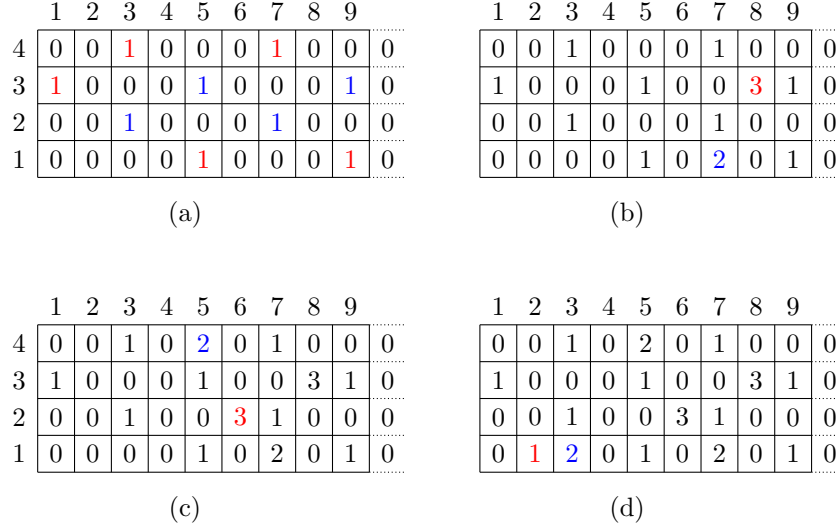 1 2 3 4 5 6 7 8 9
4 0 0 1 0 0 0 1 0 0 0
3 1 0 0 0 1 0 0 0 1 0
2 0 0 1 0 0 0 1 0 0 0
1 0 0 0 0 1 0 0 0 1 0
(a)
1 2 3 4 5 6 7 8 9
4 0 0 1 0 0 0 1 0 0 0
3 1 0 0 0 1 0 0 3 1 0
2 0 0 1 0 0 0 1 0 0 0
1 0 0 0 0 1 0 2 0 1 0
(b)
1 2 3 4 5 6 7 8 9
4 0 0 1 0 2 0 1 0 0 0
3 1 0 0 0 1 0 0 3 1 0
2 0 0 1 0 0 3 1 0 0 0
1 0 0 0 0 1 0 2 0 1 0
(c)
1 2 3 4 5 6 7 8 9
4 0 0 1 0 2 0 1 0 0 0
3 1 0 0 0 1 0 0 3 1 0
2 0 0 1 0 0 3 1 0 0 0
1 0 1 2 0 1 0 2 0 1 0
(d)